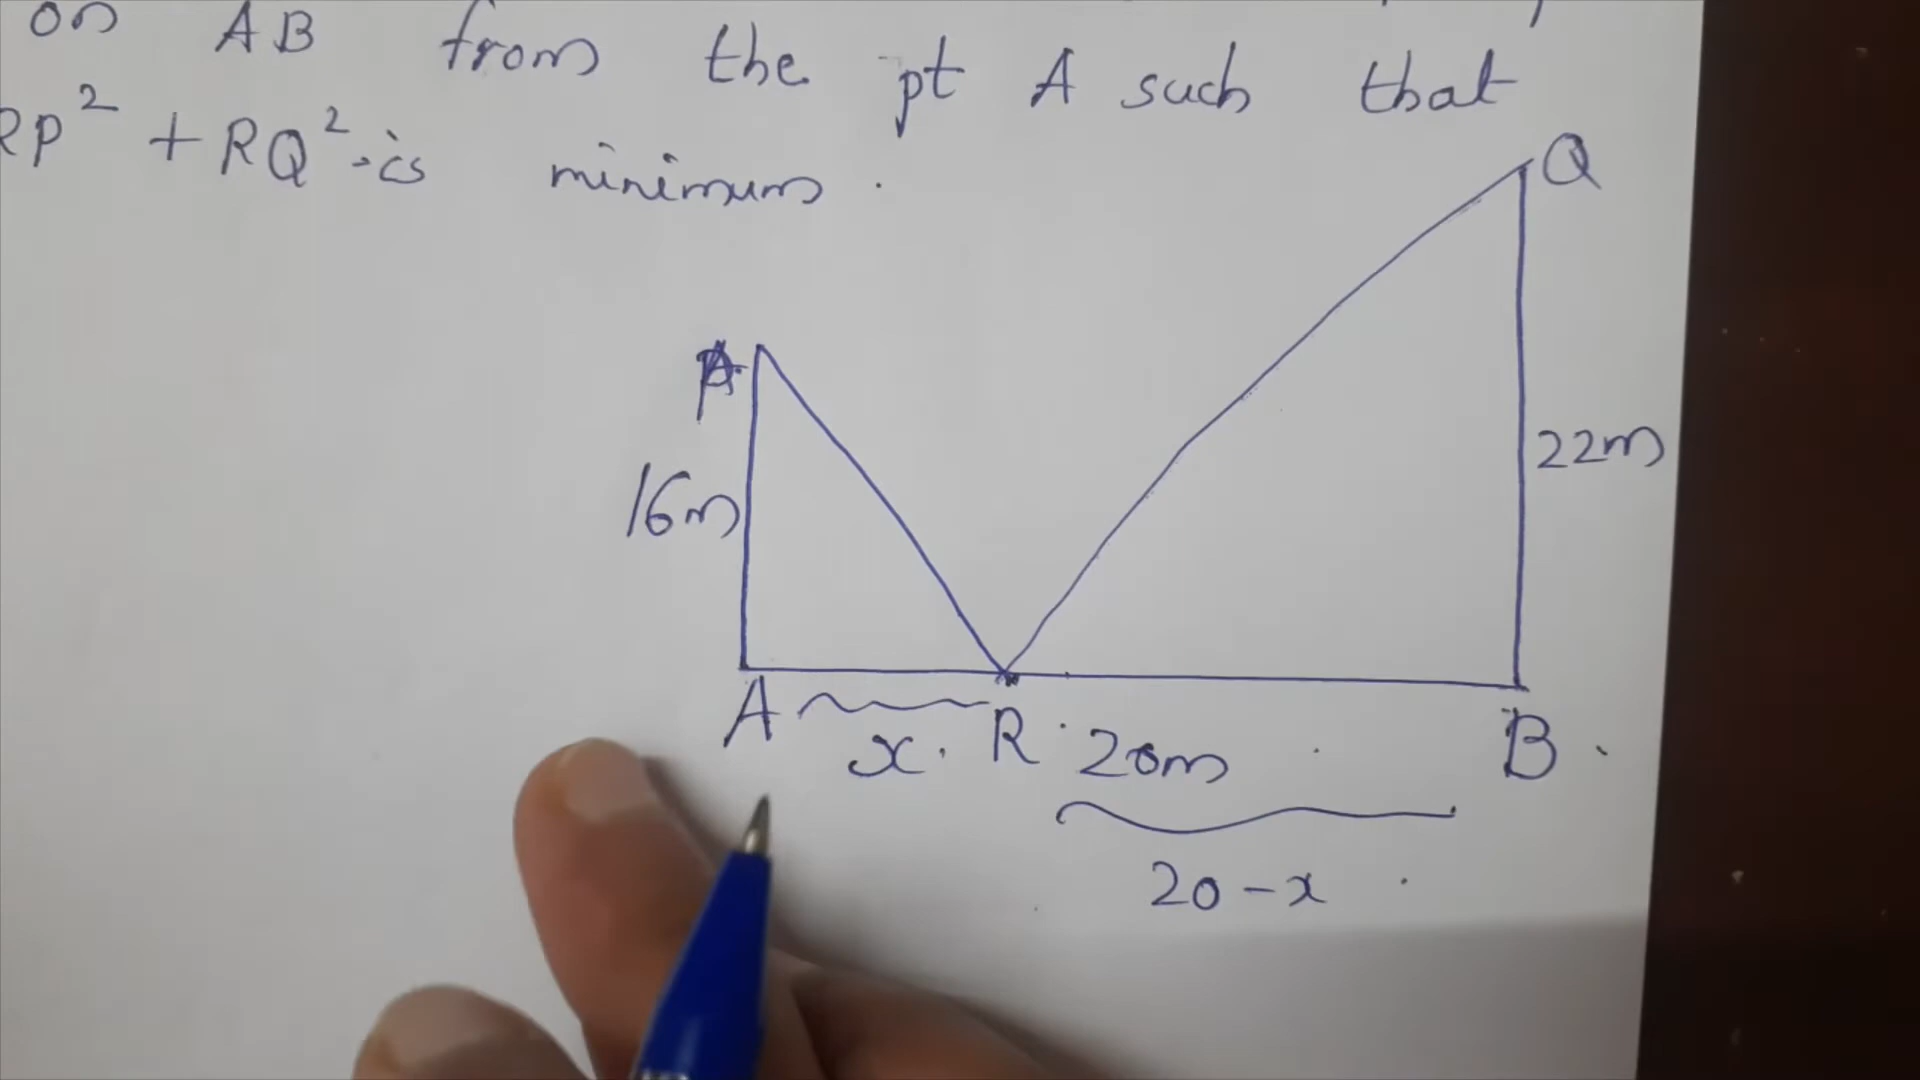 on AB from the pt A such that
RP² + RQ² is minimum.
Q
P
16m
22m
A x R 20m B
20-x